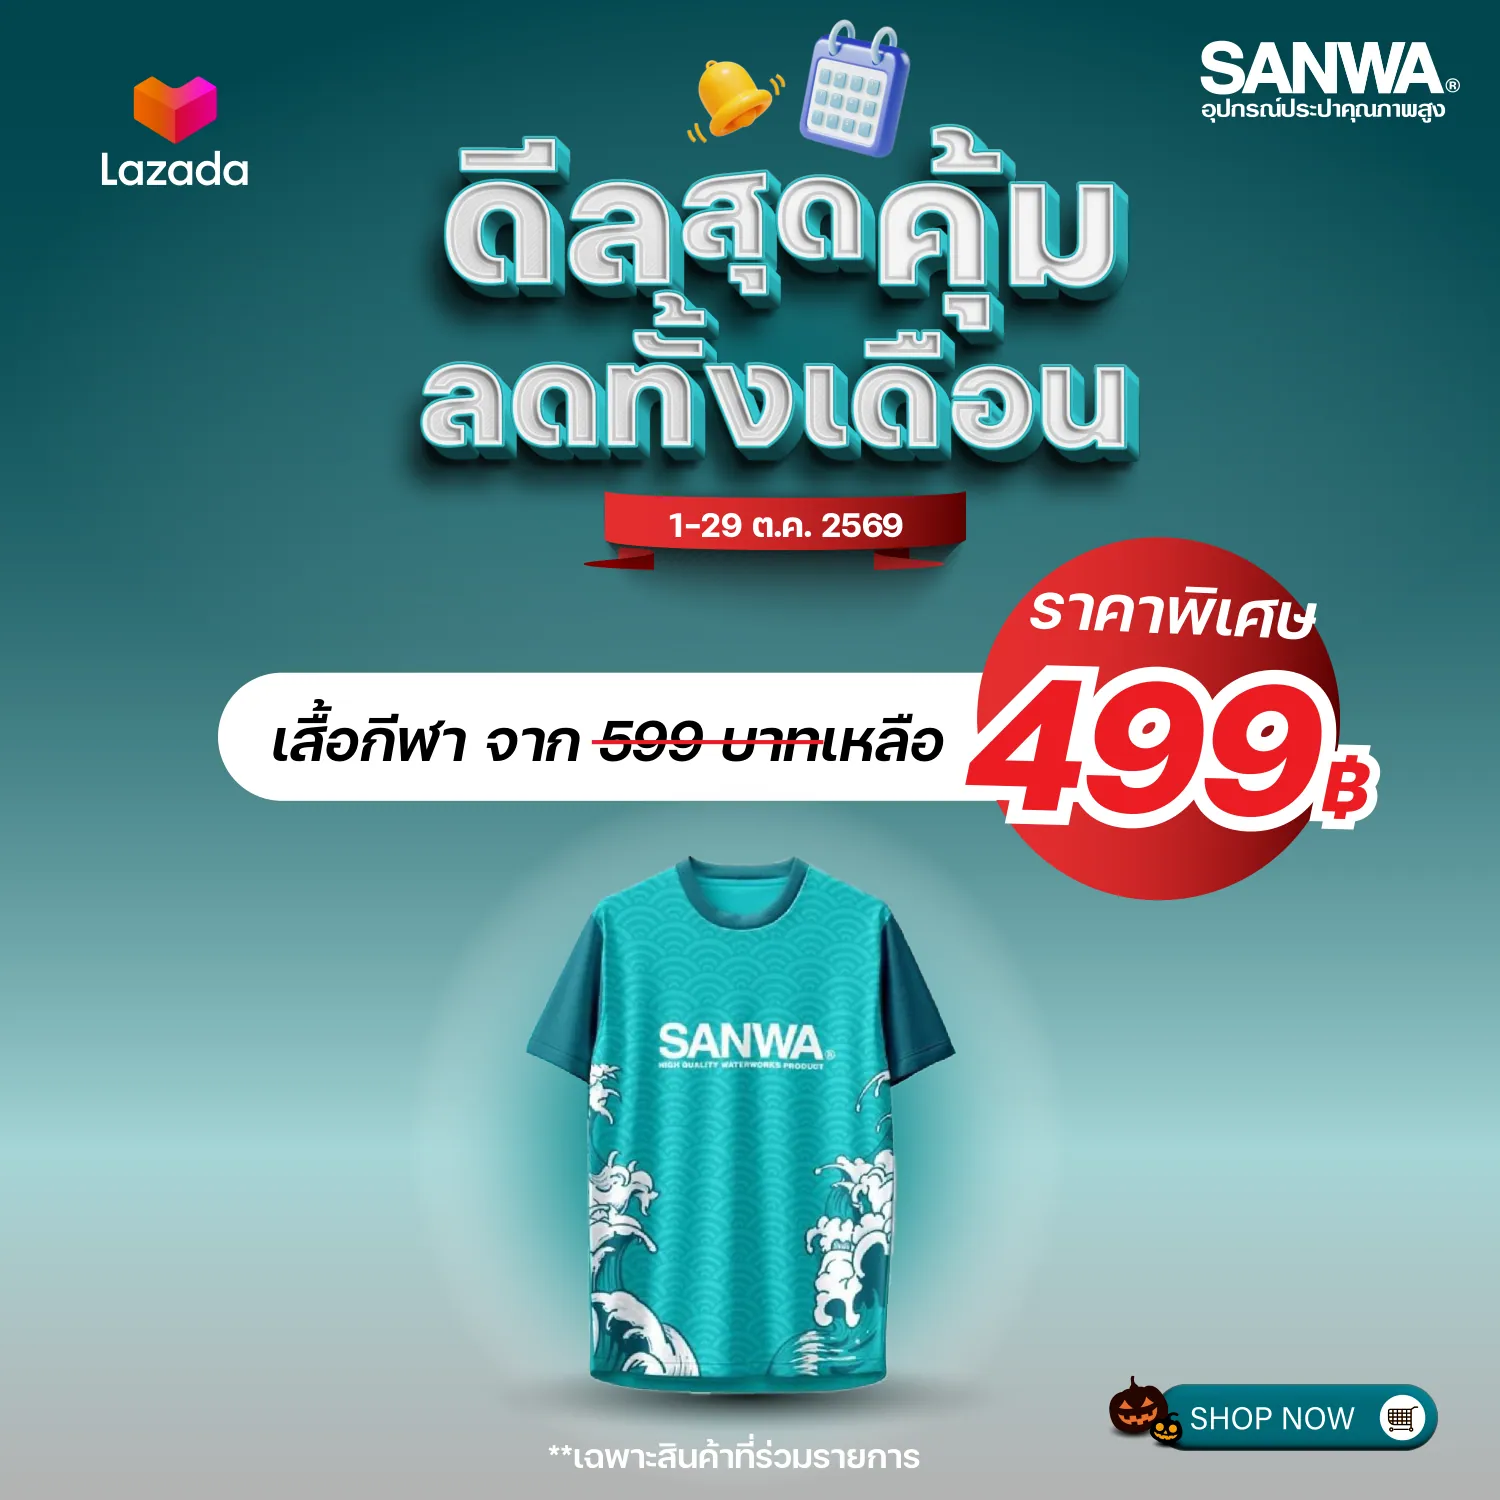 Lazada
SANWA®
อุปกรณ์ประปาคุณภาพสูง
ดีลสุดคุ้ม
ลดทั้งเดือน
1-29 ต.ค. 2569
ราคาพิเศษ
เสื้อกีฬา จาก 599 บาทเหลือ
499฿
SANWA®
HIGH QUALITY WATERWORKS PRODUCT
SHOP NOW
**เฉพาะสินค้าที่ร่วมรายการ